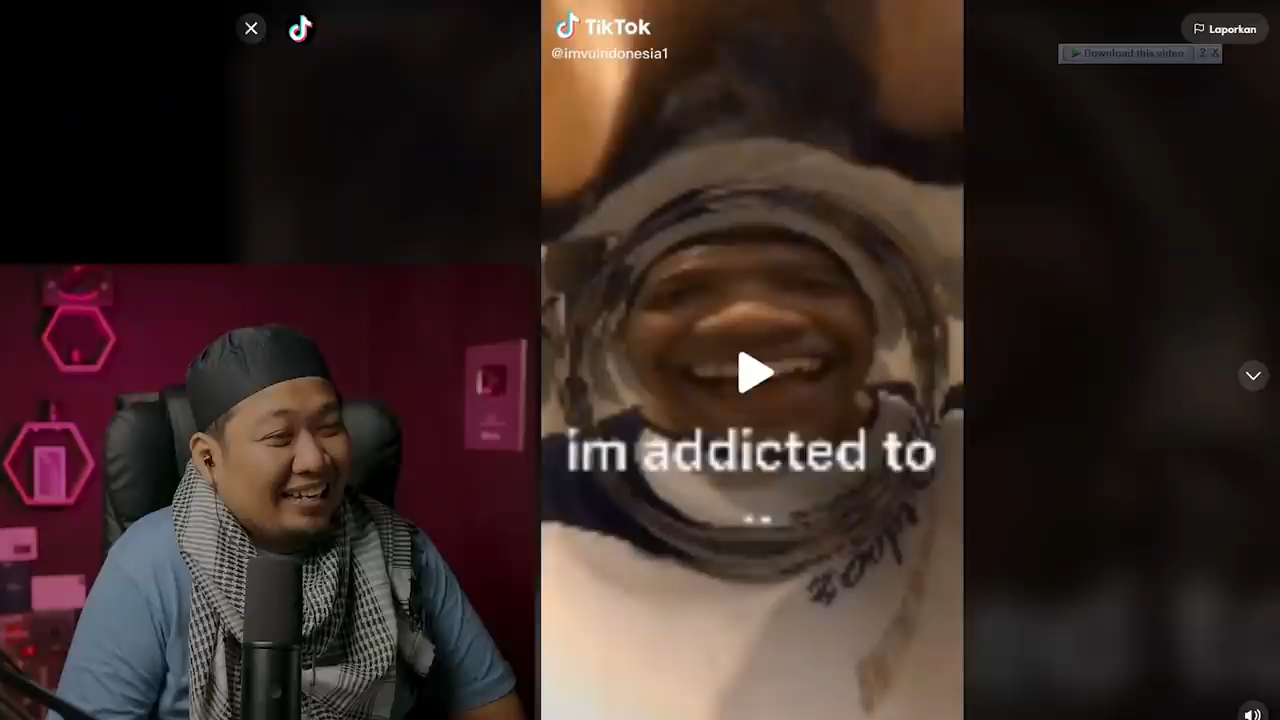 TikTok
@imvuindonesia1
Laporkan
Download this video ? X
im addicted to